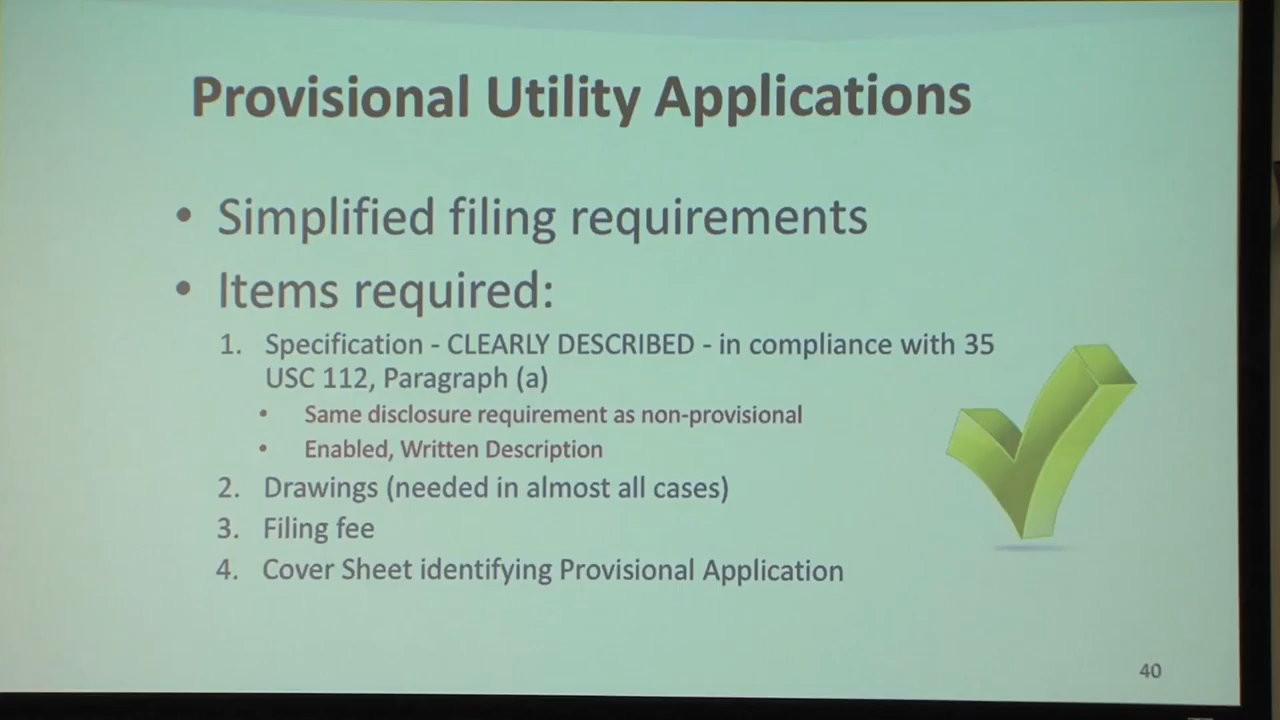 Provisional Utility Applications
• Simplified filing requirements
• Items required:
1. Specification - CLEARLY DESCRIBED - in compliance with 35
USC 112, Paragraph (a)
• Same disclosure requirement as non-provisional
• Enabled, Written Description
2. Drawings (needed in almost all cases)
3. Filing fee
4. Cover Sheet identifying Provisional Application
40